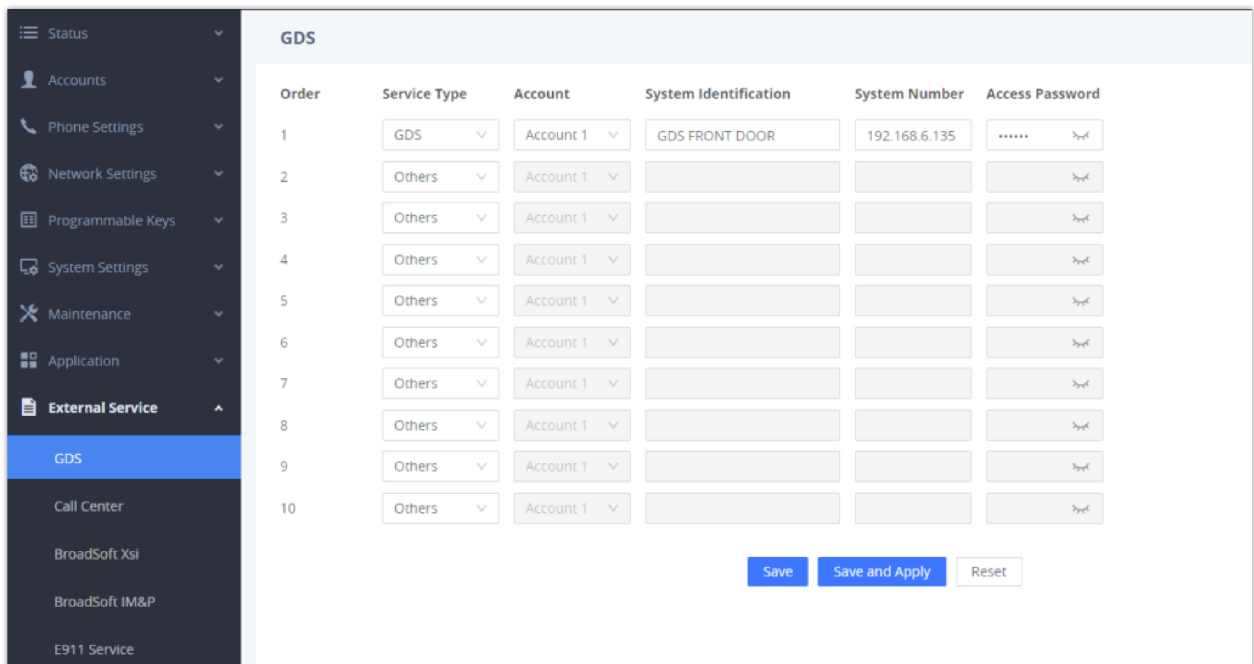 Status
Accounts
Phone Settings
Network Settings
Programmable Keys
System Settings
Maintenance
Application
External Service
GDS
Call Center
BroadSoft Xsi
BroadSoft IM&P
E911 Service
GDS
Order Service Type Account System Identification System Number Access Password
1 GDS Account 1 GDS FRONT DOOR 192.168.6.135 ······
2 Others Account 1
3 Others Account 1
4 Others Account 1
5 Others Account 1
6 Others Account 1
7 Others Account 1
8 Others Account 1
9 Others Account 1
10 Others Account 1
Save Save and Apply Reset